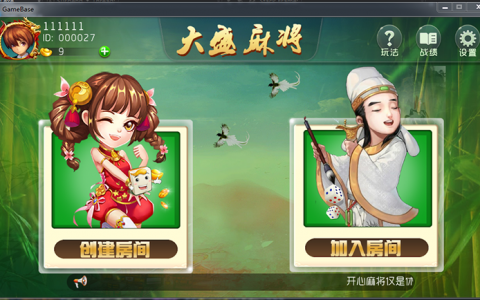 GameBase
111111
ID: 000027
9
大盛麻将
玩法
战绩
设置
创建房间
加入房间
开心麻将仅是